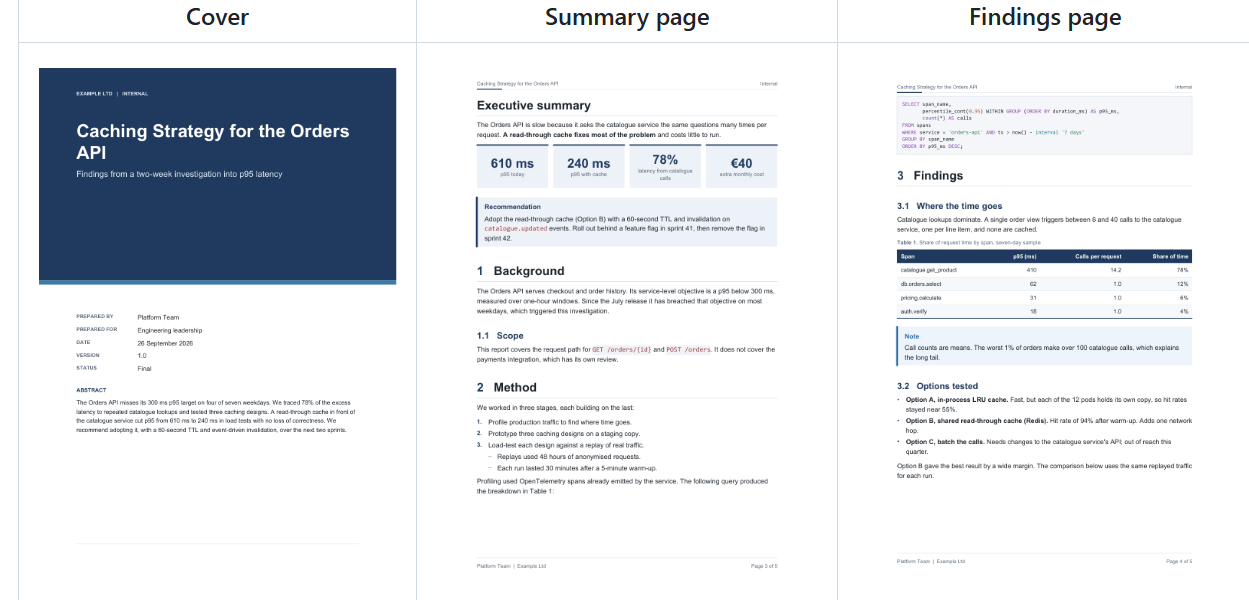 Cover
EXAMPLE LTD | INTERNAL
Caching Strategy for the Orders
API
Findings from a two-week investigation into p95 latency
PREPARED BY Platform Team
PREPARED FOR Engineering leadership
DATE 26 September 2026
VERSION 1.0
STATUS Final
ABSTRACT
The Orders API misses its 300 ms p95 target on four of seven weekdays. We traced 78% of the excess
latency to repeated catalogue lookups and tested three caching designs. A read-through cache in front of
the catalogue service cut p95 from 610 ms to 240 ms in load tests with no loss of correctness. We
recommend adopting it, with a 60-second TTL and event-driven invalidation, over the next two sprints.
Summary page
Caching Strategy for the Orders API Internal
Executive summary
The Orders API is slow because it asks the catalogue service the same questions many times per
request. A read-through cache fixes most of the problem and costs little to run.
610 ms
p95 today
240 ms
p95 with cache
78%
latency from catalogue
calls
€40
extra monthly cost
Recommendation
Adopt the read-through cache (Option B) with a 60-second TTL and invalidation on
catalogue.updated events. Roll out behind a feature flag in sprint 41, then remove the flag in
sprint 42.
1 Background
The Orders API serves checkout and order history. Its service-level objective is a p95 below 300 ms,
measured over one-hour windows. Since the July release it has breached that objective on most
weekdays, which triggered this investigation.
1.1 Scope
This report covers the request path for GET /orders/{id} and POST /orders. It does not cover the
payments integration, which has its own review.
2 Method
We worked in three stages, each building on the last:
1. Profile production traffic to find where time goes.
2. Prototype three caching designs on a staging copy.
3. Load-test each design against a replay of real traffic.
– Replays used 48 hours of anonymised requests.
– Each run lasted 30 minutes after a 5-minute warm-up.
Profiling used OpenTelemetry spans already emitted by the service. The following query produced
the breakdown in Table 1:
Platform Team | Example Ltd Page 3 of 5
Findings page
Caching Strategy for the Orders API Internal
SELECT span_name,
percentile_cont(0.95) WITHIN GROUP (ORDER BY duration_ms) AS p95_ms,
count(*) AS calls
FROM spans
WHERE service = 'orders-api' AND ts > now() - interval '7 days'
GROUP BY span_name
ORDER BY p95_ms DESC;
3 Findings
3.1 Where the time goes
Catalogue lookups dominate. A single order view triggers between 6 and 40 calls to the catalogue
service, one per line item, and none are cached.
Table 1. Share of request time by span, seven-day sample
Span p95 (ms) Calls per request Share of time
catalogue.get_product 410 14.2 78%
db.orders.select 62 1.0 12%
pricing.calculate 31 1.0 6%
auth.verify 18 1.0 4%
Note
Call counts are means. The worst 1% of orders make over 100 catalogue calls, which explains
the long tail.
3.2 Options tested
• Option A, in-process LRU cache. Fast, but each of the 12 pods holds its own copy, so hit rates
stayed near 55%.
• Option B, shared read-through cache (Redis). Hit rate of 94% after warm-up. Adds one network
hop.
• Option C, batch the calls. Needs changes to the catalogue service's API; out of reach this
quarter.
Option B gave the best result by a wide margin. The comparison below uses the same replayed traffic
for each run.
Platform Team | Example Ltd Page 4 of 5